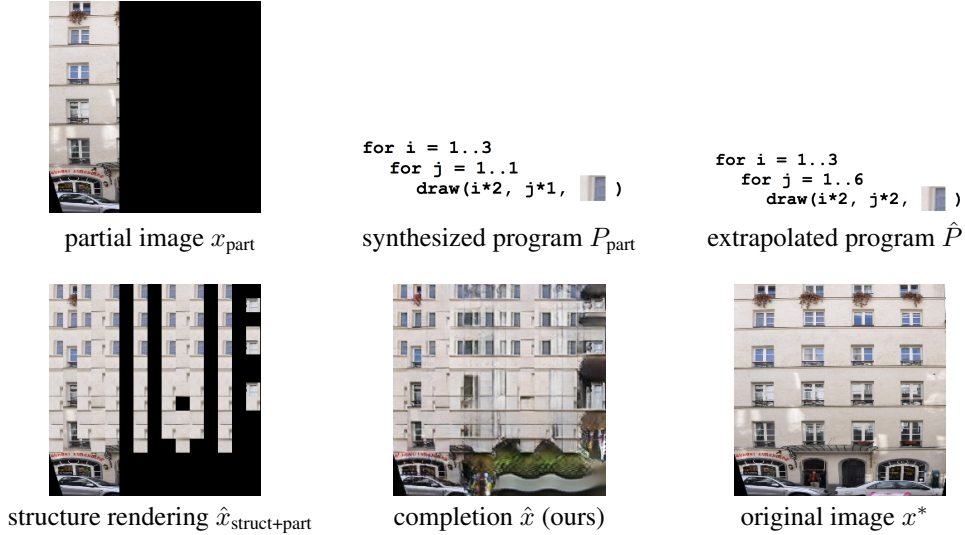 for i = 1..3
for j = 1..1
draw(i*2, j*1, )
for i = 1..3
for j = 1..6
draw(i*2, j*2, )
partial image x_part
synthesized program P_part
extrapolated program P̂
structure rendering x̂_struct+part
completion x̂ (ours)
original image x*